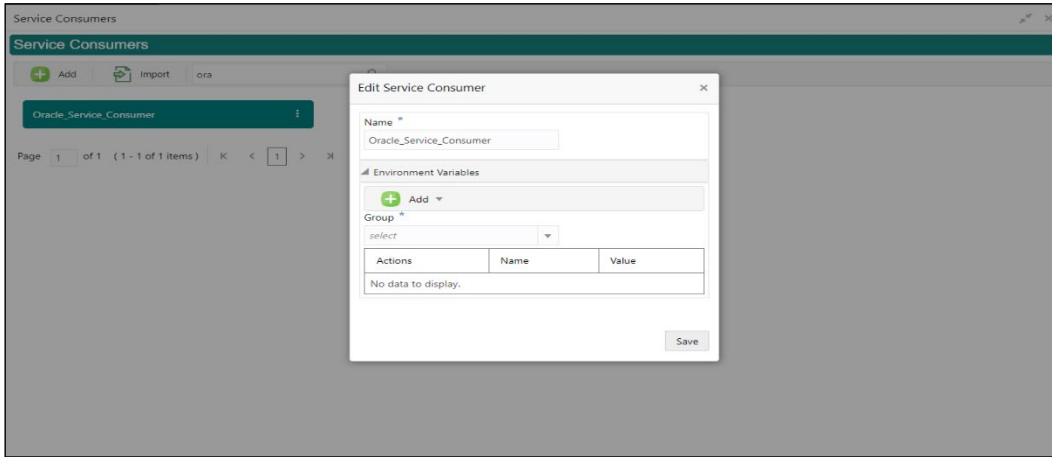 Service Consumers
Service Consumers
Add Import ora
Oracle_Service_Consumer
Page 1 of 1 (1 - 1 of 1 items) K < 1 > >|
Edit Service Consumer ×
Name *
Oracle_Service_Consumer
Environment Variables
Add
Group *
select
Actions Name Value
No data to display.
Save